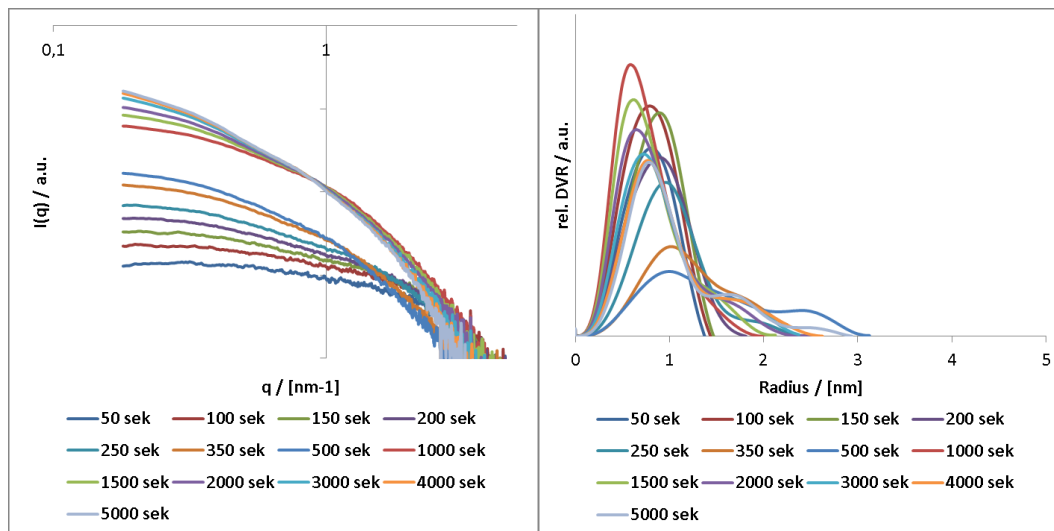 0,1
1
I(q) / a.u.
q / [nm-1]
50 sek
100 sek
150 sek
200 sek
250 sek
350 sek
500 sek
1000 sek
1500 sek
2000 sek
3000 sek
4000 sek
5000 sek
rel. DVR / a.u.
0
1
2
3
4
5
Radius / [nm]
50 sek
100 sek
150 sek
200 sek
250 sek
350 sek
500 sek
1000 sek
1500 sek
2000 sek
3000 sek
4000 sek
5000 sek